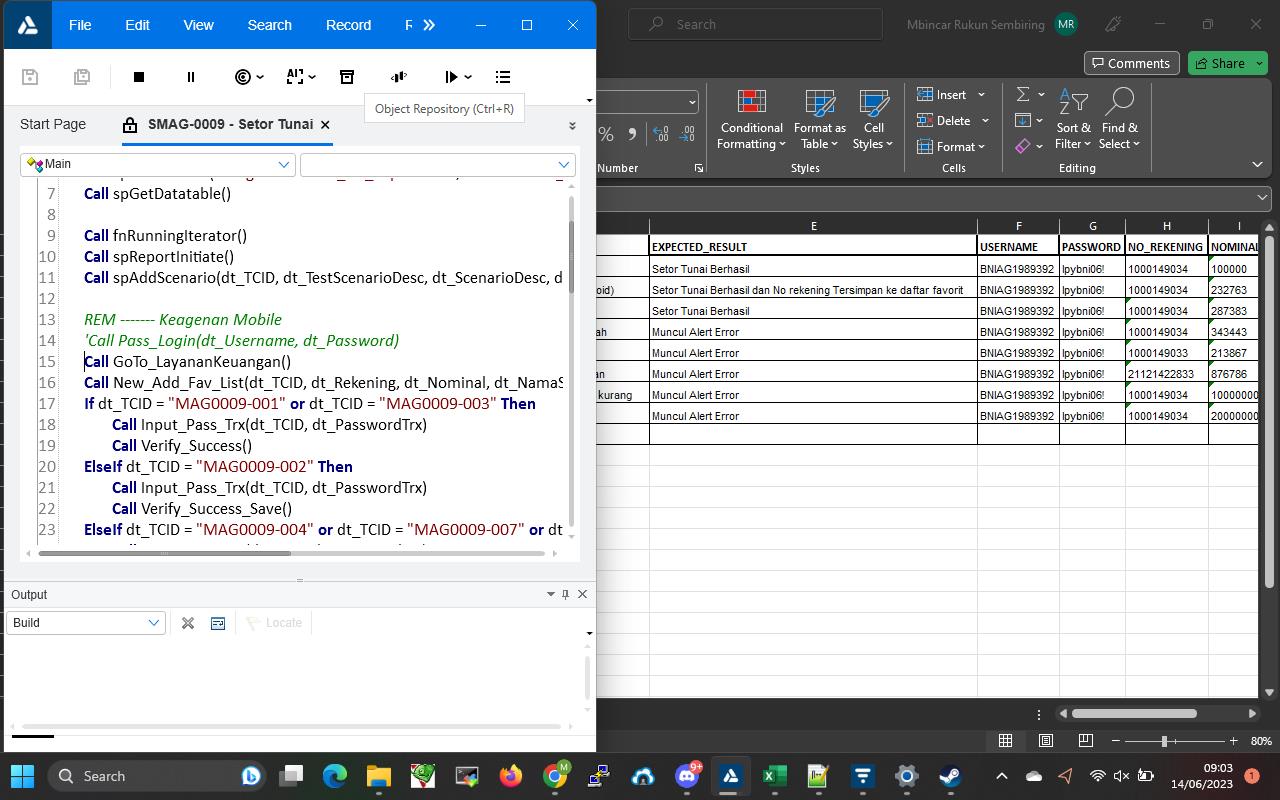 File Edit View Search Record
Object Repository (Ctrl+R)
Start Page SMAG-0009 - Setor Tunai
Main
7 Call spGetDatatable()
8
9 Call fnRunningIterator()
10 Call spReportInitiate()
11 Call spAddScenario(dt_TCID, dt_TestScenarioDesc, dt_ScenarioDesc, d
12
13 REM ------- Keagenan Mobile
14 'Call Pass_Login(dt_Username, dt_Password)
15 Call GoTo_LayananKeuangan()
16 Call New_Add_Fav_List(dt_TCID, dt_Rekening, dt_Nominal, dt_NamaS
17 If dt_TCID = "MAG0009-001" or dt_TCID = "MAG0009-003" Then
18 Call Input_Pass_Trx(dt_TCID, dt_PasswordTrx)
19 Call Verify_Success()
20 ElseIf dt_TCID = "MAG0009-002" Then
21 Call Input_Pass_Trx(dt_TCID, dt_PasswordTrx)
22 Call Verify_Success_Save()
23 ElseIf dt_TCID = "MAG0009-004" or dt_TCID = "MAG0009-007" or dt
Output
Build Locate
Search Mbincar Rukun Sembiring MR
Comments Share
Conditional Formatting Format as Table Cell Styles
Insert
Delete
Format
Sort & Filter Find & Select
Number Styles Cells Editing
E F G H I
EXPECTED_RESULT USERNAME PASSWORD NO_REKENING NOMINAL
Setor Tunai Berhasil BNIAG1989392 Ipybni06! 1000149034 100000
oid) Setor Tunai Berhasil dan No rekening Tersimpan ke daftar favorit BNIAG1989392 Ipybni06! 1000149034 232763
Setor Tunai Berhasil BNIAG1989392 Ipybni06! 1000149034 287383
ah Muncul Alert Error BNIAG1989392 Ipybni06! 1000149034 343443
Muncul Alert Error BNIAG1989392 Ipybni06! 1000149033 213867
an Muncul Alert Error BNIAG1989392 Ipybni06! 21121422833 876786
kurang Muncul Alert Error BNIAG1989392 Ipybni06! 1000149034 10000000
Muncul Alert Error BNIAG1989392 Ipybni06! 1000149034 20000000
80%
Search 9+ M 09:03
14/06/2023 1